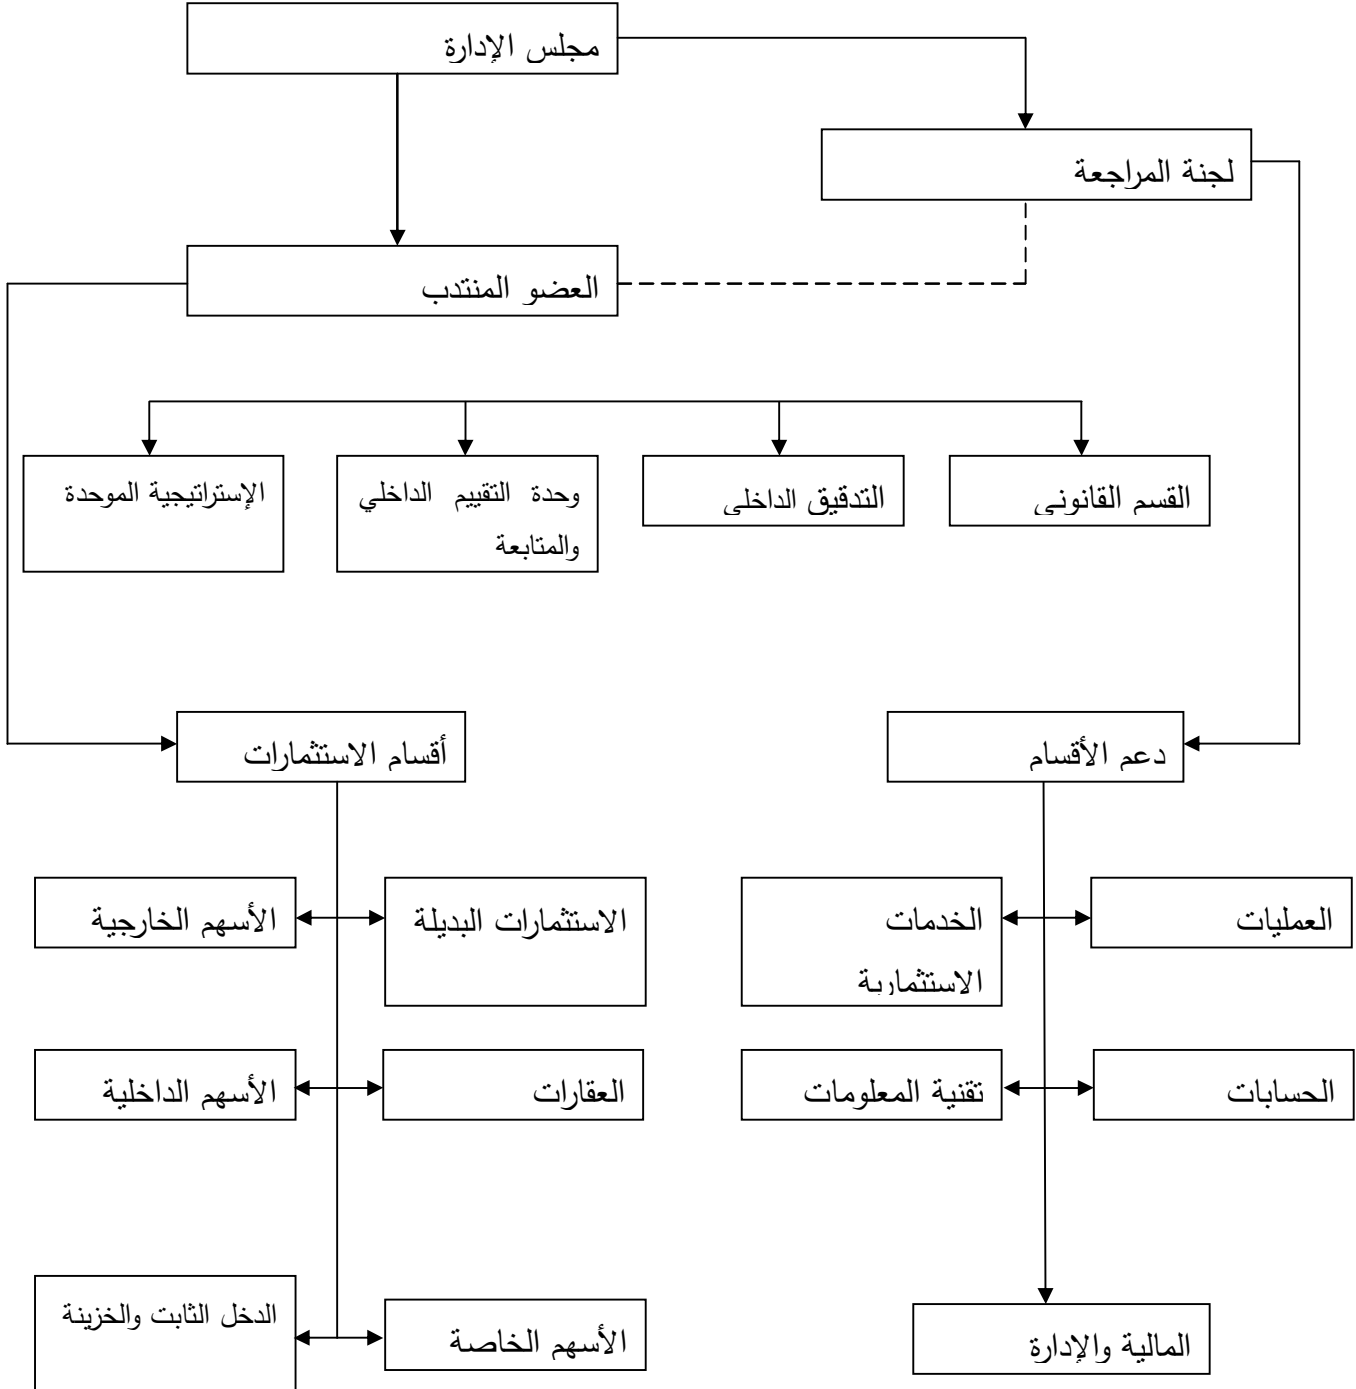 مجلس الإدارة
لجنة المراجعة
العضو المنتدب
القسم القانوني
التدقيق الداخلي
وحدة التقييم الداخلي
والمتابعة
الإستراتيجية الموحدة
دعم الأقسام
أقسام الاستثمارات
العمليات
الخدمات
الاستثمارية
الاستثمارات البديلة
الأسهم الخارجية
الحسابات
تقنية المعلومات
العقارات
الأسهم الداخلية
المالية والإدارة
الأسهم الخاصة
الدخل الثابت والخزينة